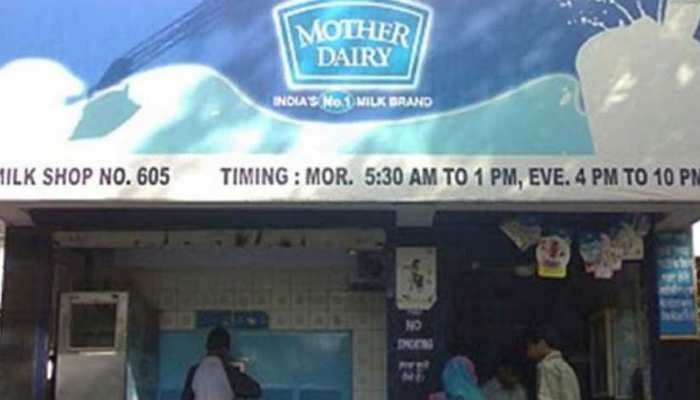 MOTHER
DAIRY
INDIA'S No.1 MILK BRAND
MILK SHOP NO. 605 TIMING : MOR. 5:30 AM TO 1 PM, EVE. 4 PM TO 10 PM
NO
SMOKING